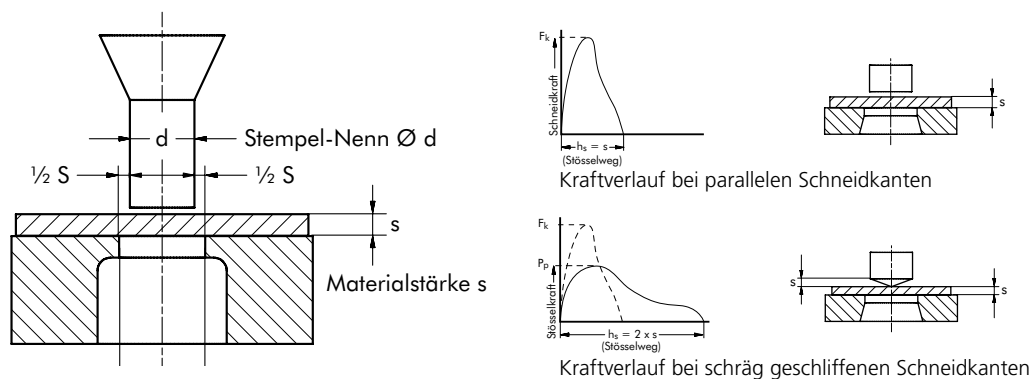 d
Stempel-Nenn Ø d
½ S
½ S
s
Materialstärke s
Fk
Schneidkraft
hs = s
(Stösselweg)
s
Kraftverlauf bei parallelen Schneidkanten
Fk
Pp
Stösselkraft
hs = 2 x s
(Stösselweg)
s
s
Kraftverlauf bei schräg geschliffenen Schneidkanten